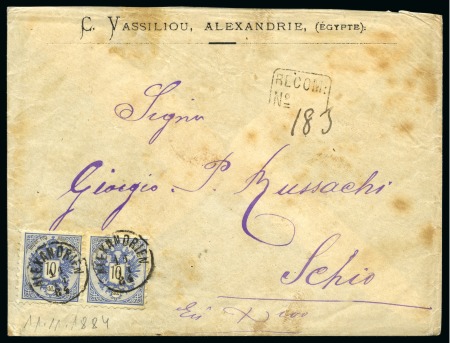 C. VASSILIOU, ALEXANDRIE, (ÉGYPTE).
RECOM:
No 183
Signor
Giorgio P. Russachi
Schio
10 10
ALEXANDRIEN ALEXANDRIEN
11.11.1884